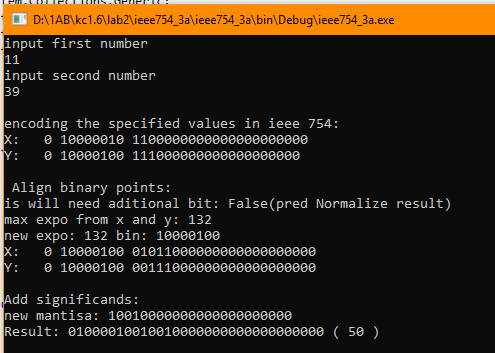 D:\1AB\kc1.6\lab2\ieee754_3a\ieee754_3a\bin\Debug\ieee754_3a.exe
input first number
11
input second number
39
encoding the specified values in ieee 754:
X:   0 10000010 1100000000000000000000
Y:   0 10000100 111000000000000000000
Align binary points:
is will need aditional bit: False(pred Normalize result)
max expo from x and y: 132
new expo: 132 bin: 10000100
X:   0 10000100 01011000000000000000000
Y:   0 10000100 00111000000000000000000
Add significands:
new mantisa: 10010000000000000000000
Result: 01000010010010000000000000000000 ( 50 )